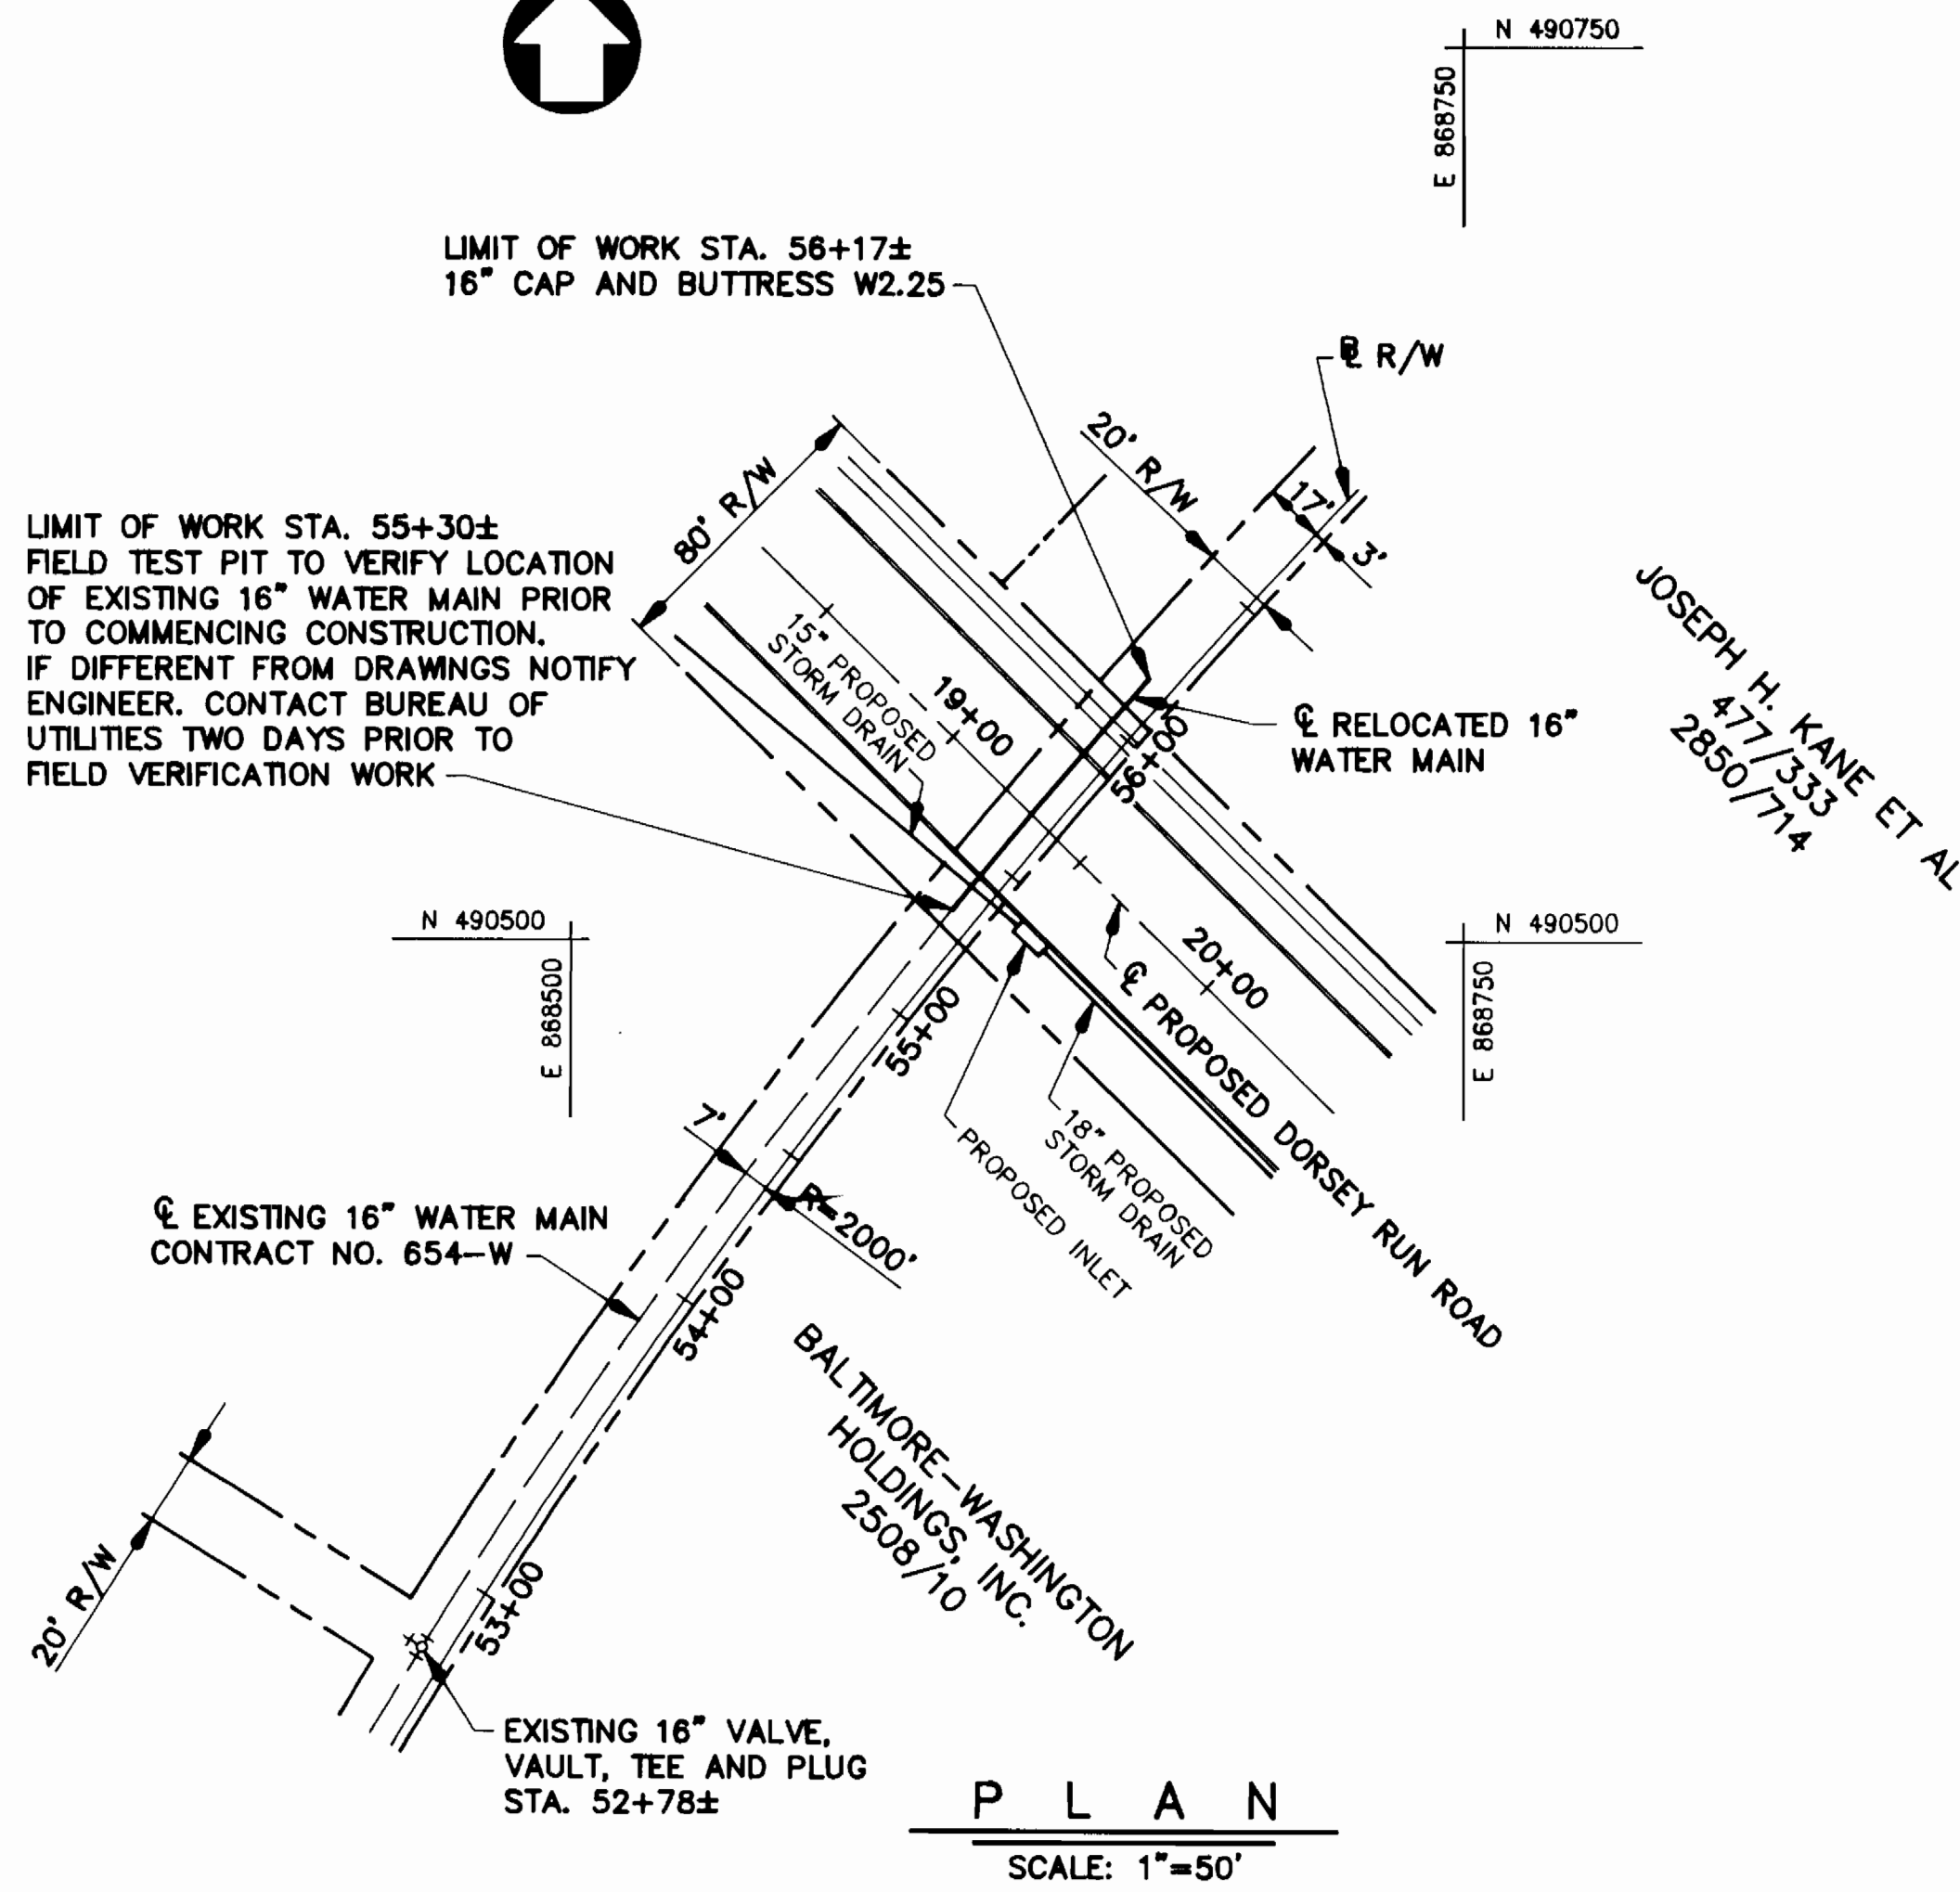 N 490750
E 868750
LIMIT OF WORK STA. 56+17±
16" CAP AND BUTTRESS W2.25
R/W
20' R/W
17'
3'
80' R/W
LIMIT OF WORK STA. 55+30±
FIELD TEST PIT TO VERIFY LOCATION
OF EXISTING 16" WATER MAIN PRIOR
TO COMMENCING CONSTRUCTION.
IF DIFFERENT FROM DRAWINGS NOTIFY
ENGINEER. CONTACT BUREAU OF
UTILITIES TWO DAYS PRIOR TO
FIELD VERIFICATION WORK
15" PROPOSED
STORM DRAIN
19+00
56+00
℄ RELOCATED 16"
WATER MAIN
JOSEPH H. KANE ET AL
477/333
2850/714
N 490500
E 868500
N 490500
E 868750
20+00
℄ PROPOSED DORSEY RUN ROAD
55+00
7'
R=2000'
18" PROPOSED
STORM DRAIN
PROPOSED INLET
℄ EXISTING 16" WATER MAIN
CONTRACT NO. 654-W
54+00
BALTIMORE-WASHINGTON
HOLDINGS, INC.
2508/10
20' R/W
53+00
EXISTING 16" VALVE,
VAULT, TEE AND PLUG
STA. 52+78±
PLAN
SCALE: 1"=50'